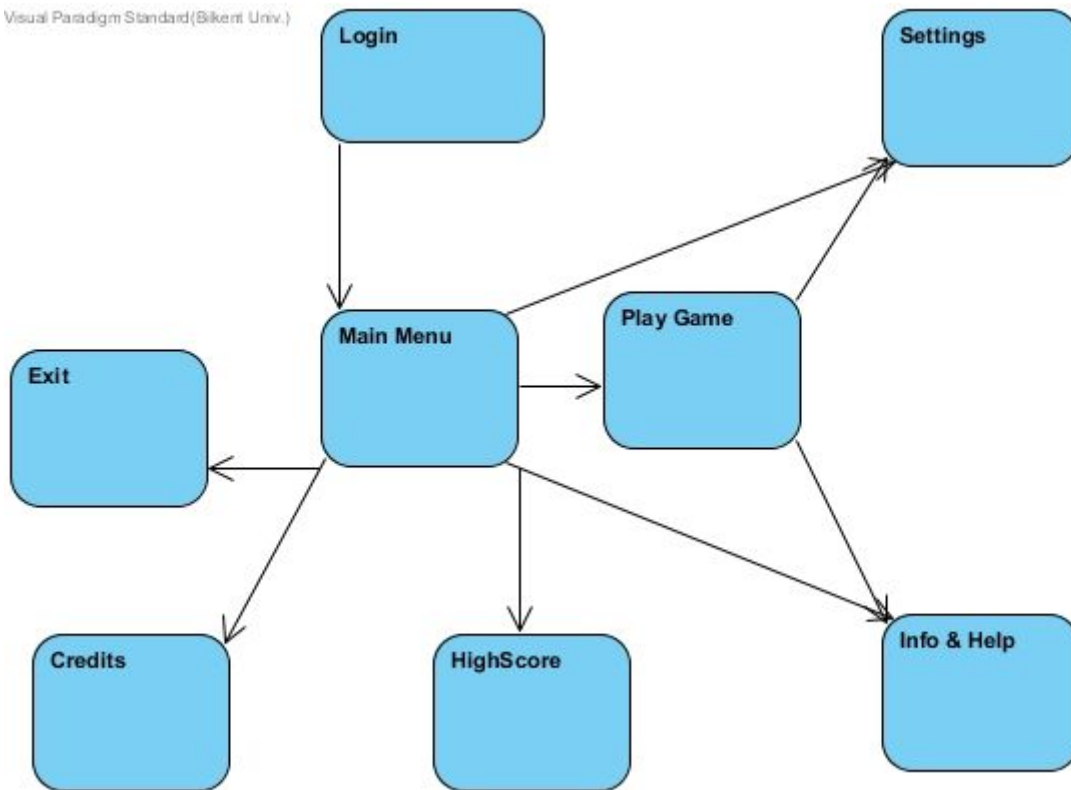 Visual Paradigm Standard(Bilkent Univ.)
Login
Settings
Main Menu
Play Game
Exit
Credits
HighScore
Info & Help